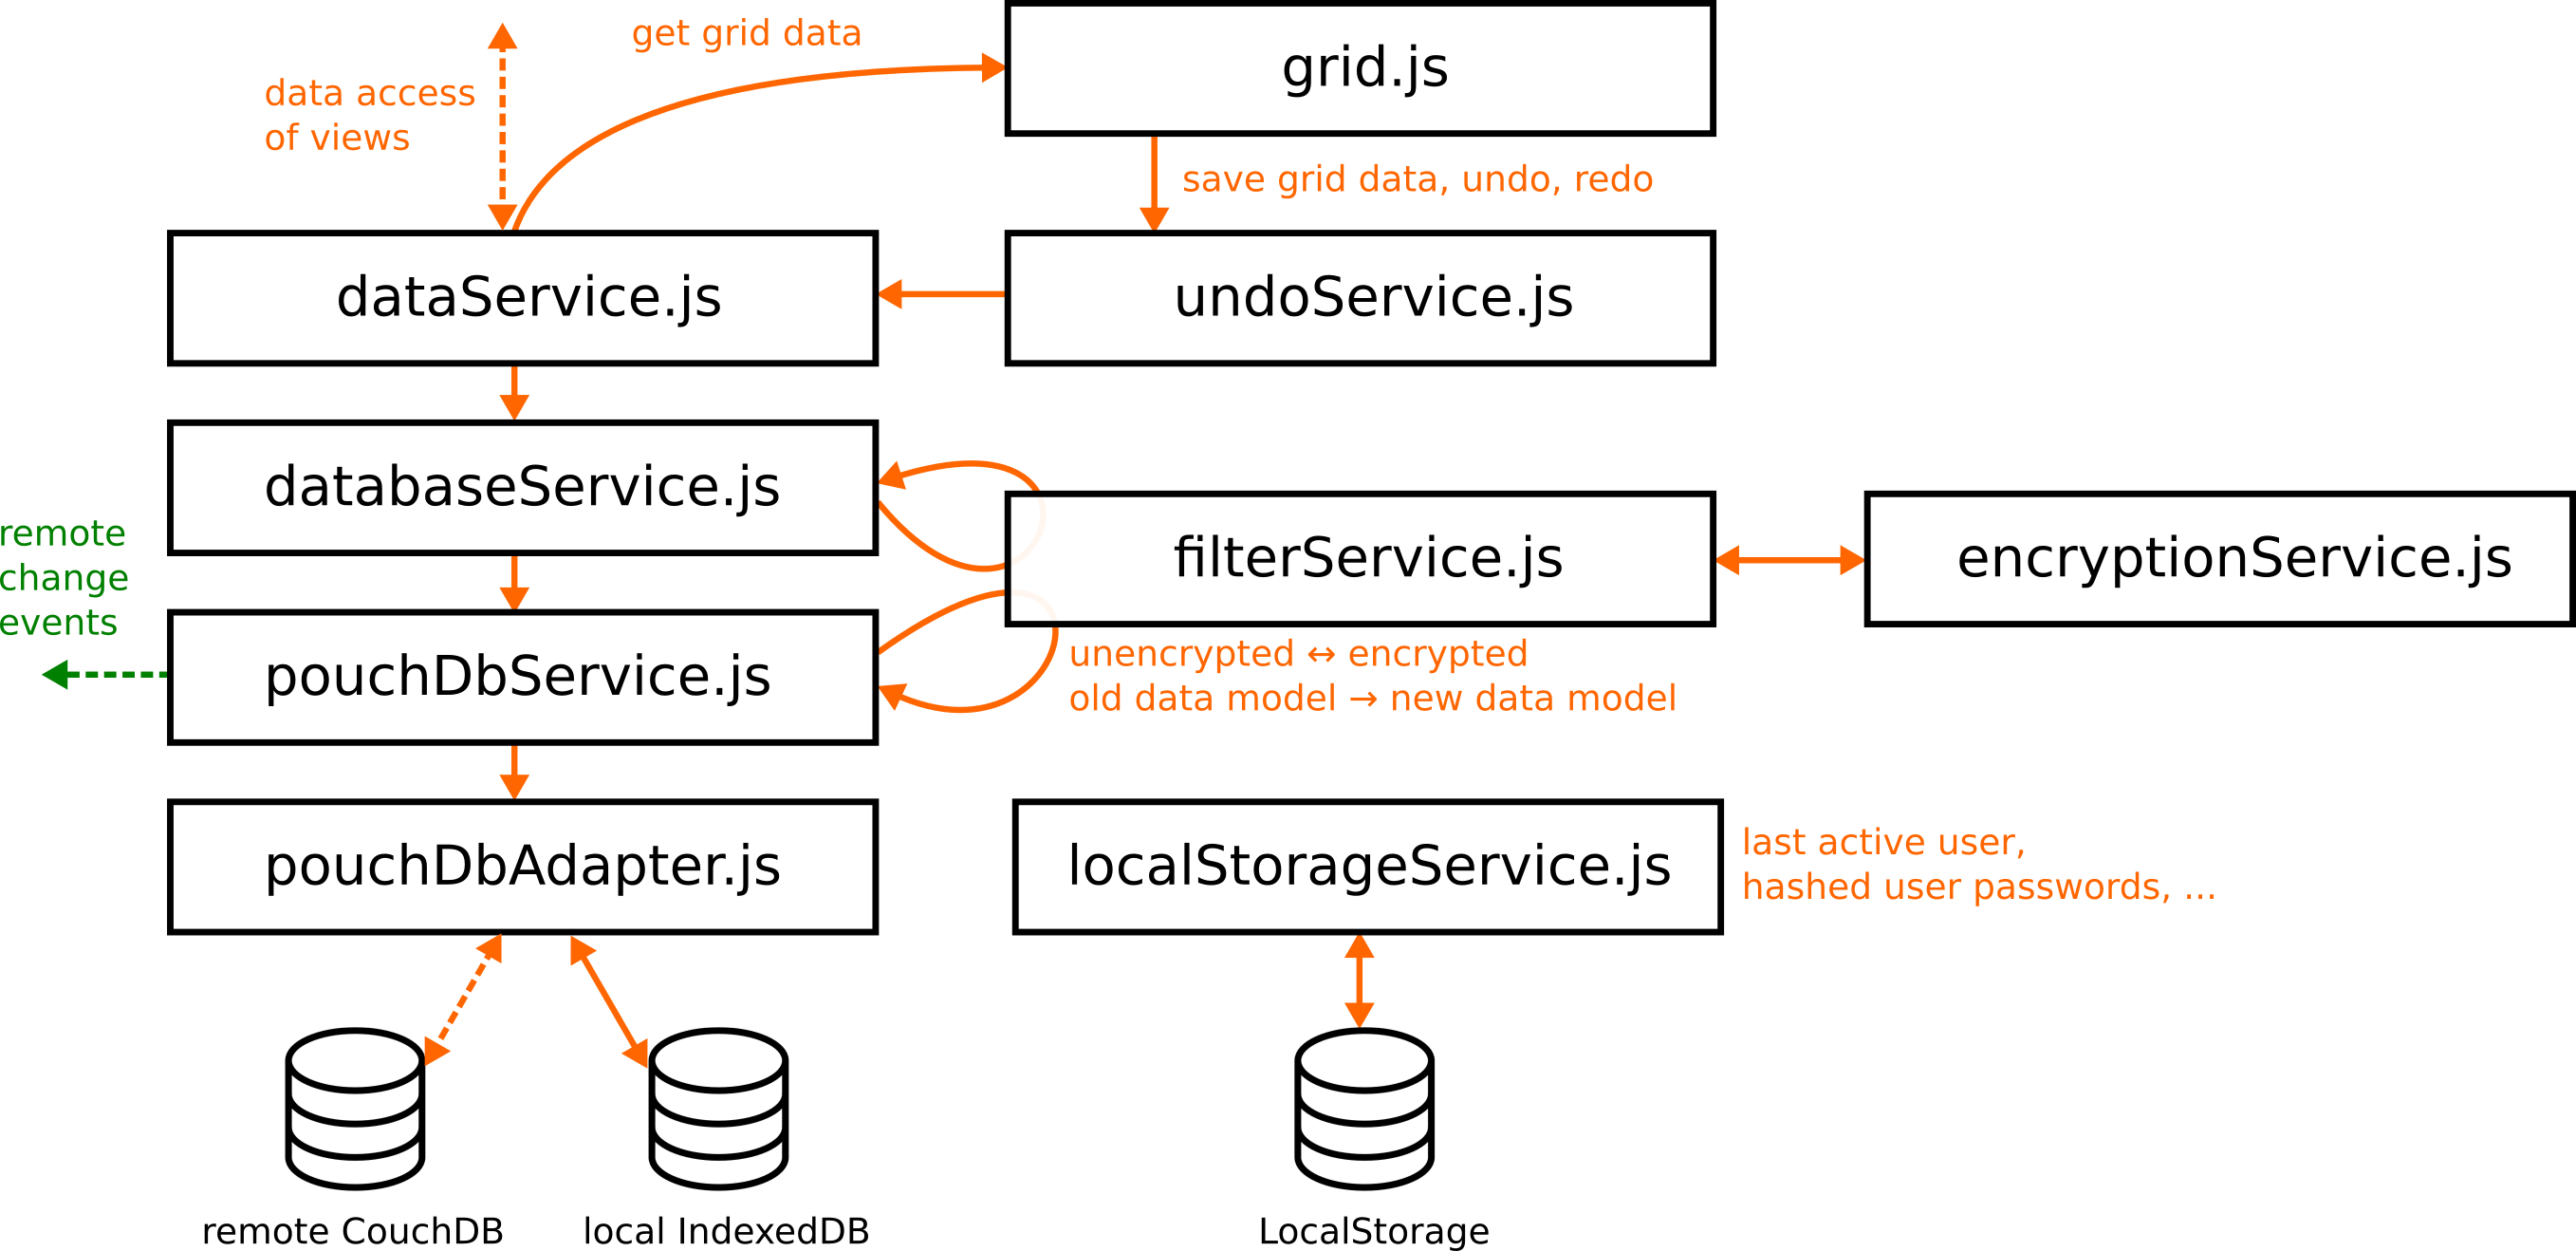 get grid data
grid.js
data access
of views
save grid data, undo, redo
dataService.js
undoService.js
databaseService.js
filterService.js
encryptionService.js
remote
change
events
pouchDbService.js
unencrypted ↔ encrypted
old data model → new data model
pouchDbAdapter.js
localStorageService.js
last active user,
hashed user passwords, ...
remote CouchDB
local IndexedDB
LocalStorage